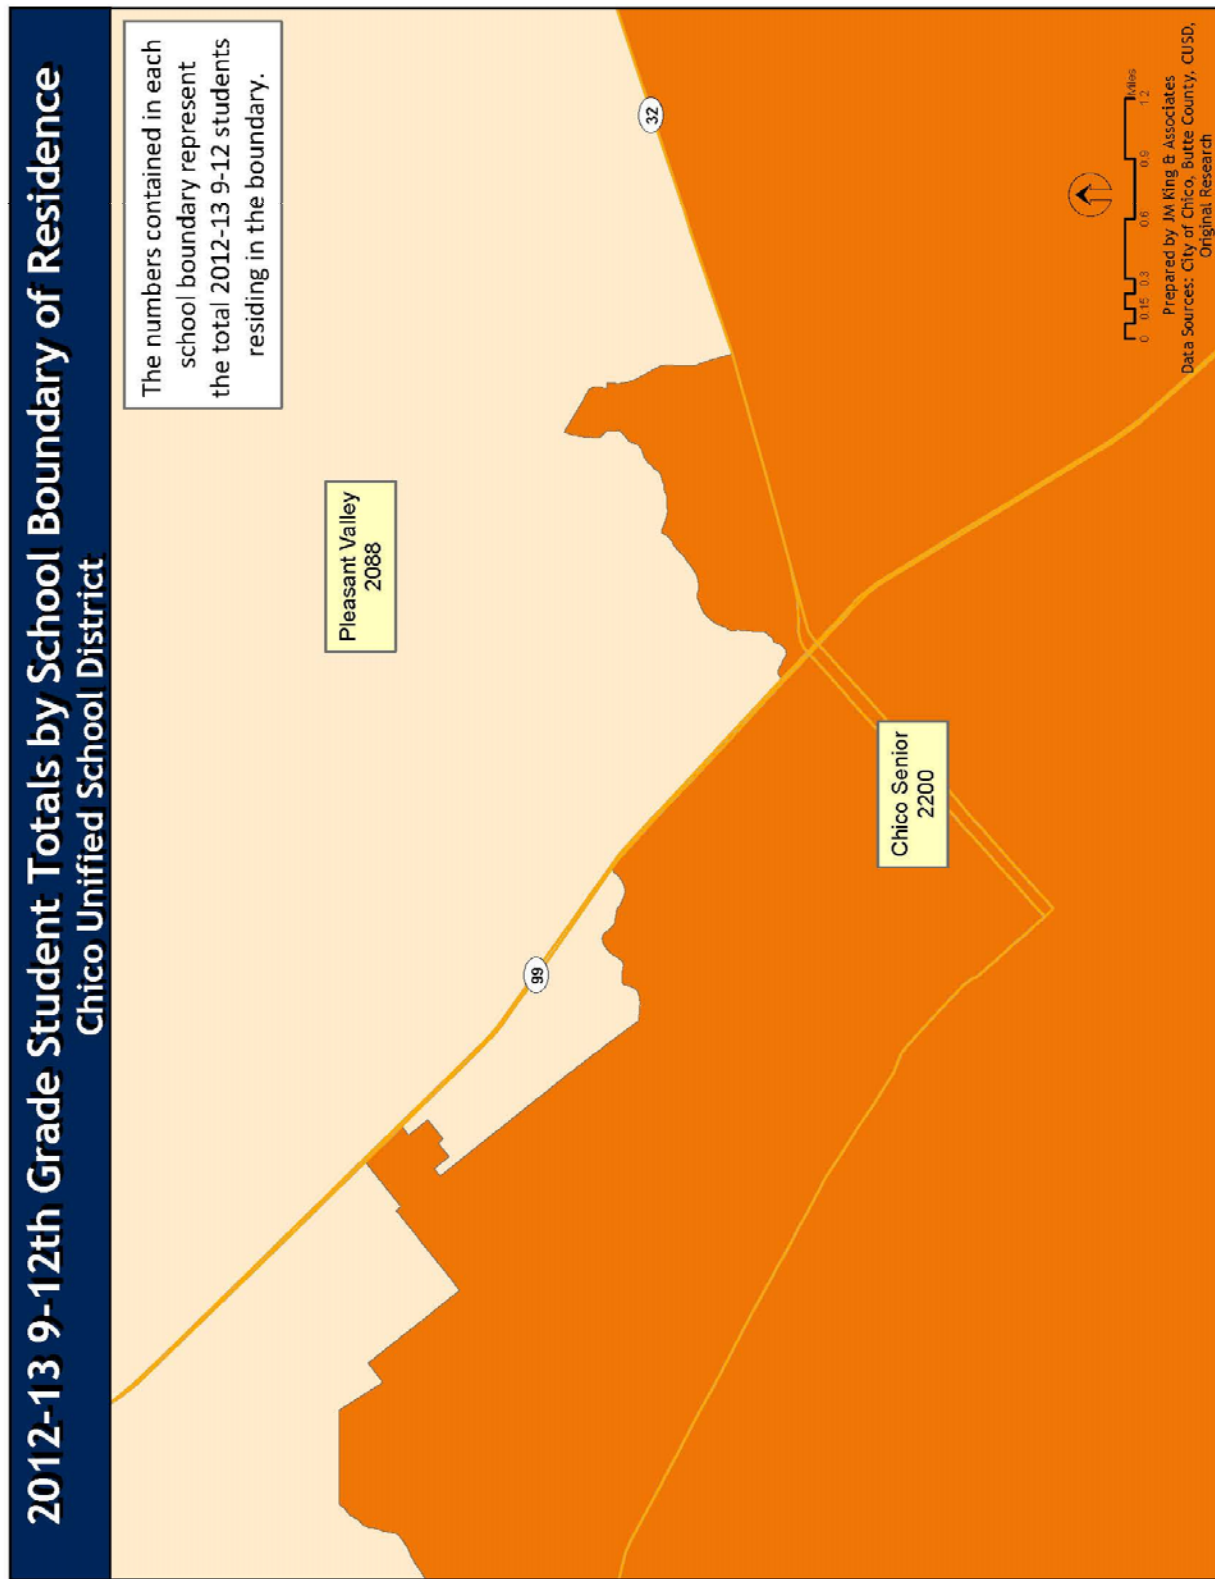 2012-13 9-12th Grade Student Totals by School Boundary of Residence
Chico Unified School District
The numbers contained in each
school boundary represent
the total 2012-13 9-12 students
residing in the boundary.
Pleasant Valley
2088
32
99
Chico Senior
2200
0 0.15 0.3 0.6 0.9 1.2
Miles
Prepared by JM King & Associates
Data Sources: City of Chico, Butte County, CUSD,
Original Research